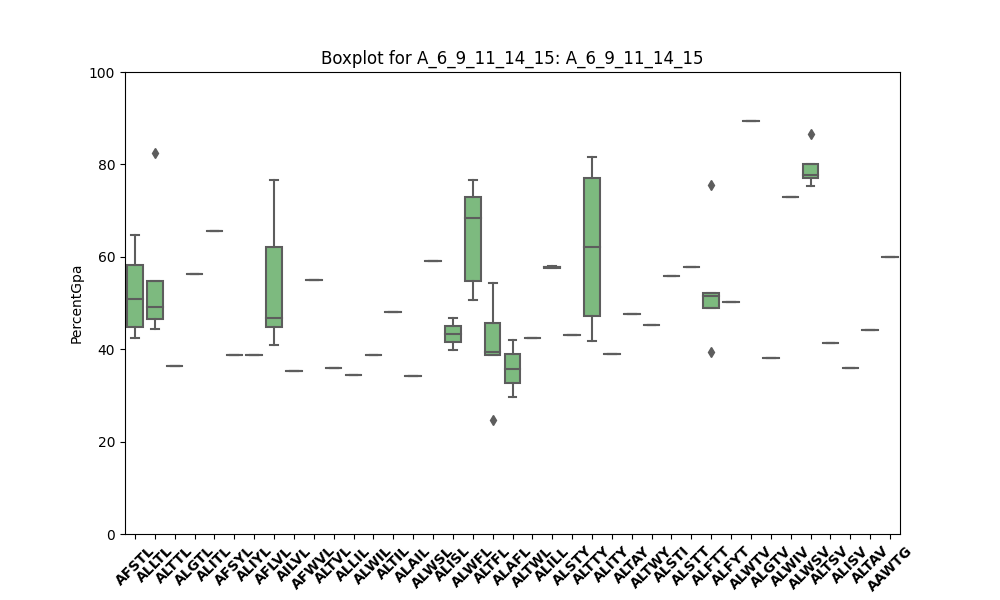 Boxplot for A_6_9_11_14_15: A_6_9_11_14_15
PercentGpa
100
80
60
40
20
0
AFSTL
ALLTL
ALTTL
ALGTL
ALITL
AFSYL
ALIYL
AFLVL
AILVL
AFWVL
ALTVL
ALLIL
ALWIL
ALTIL
ALAIL
ALWSL
ALISL
ALWFL
ALTFL
ALAFL
ALTWL
ALILL
ALSTY
ALTTY
ALITY
ALTAY
ALTWY
ALSTI
ALSTT
ALFTT
ALFYT
ALWTV
ALGTV
ALWIV
ALWSV
ALTSV
ALISV
ALTAV
AAWTG